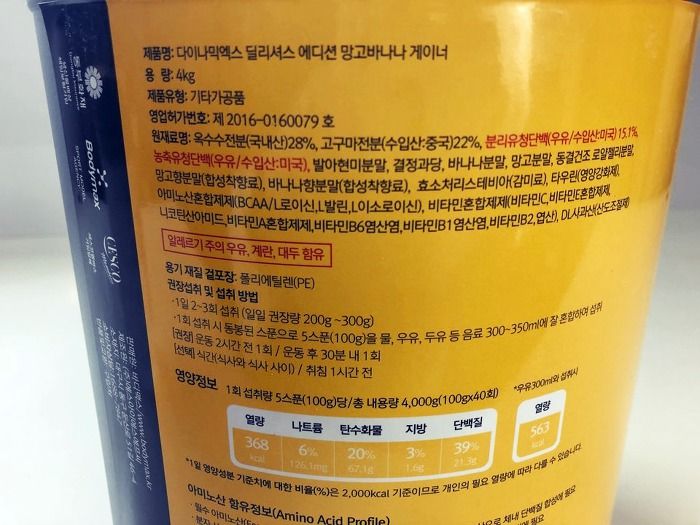 제품명: 다이나믹엑스 딜리셔스 에디션 망고바나나 게이너
용 량: 4kg
제품유형: 기타가공품
영업허가번호: 제 2016-0160079 호
원재료명: 옥수수전분(국내산)28%, 고구마전분(수입산:중국)22%, 분리유청단백(우유/수입산:미국)15.1%,
농축유청단백(우유/수입산:미국), 발아현미분말, 결정과당, 바나나분말, 망고분말, 동결건조 로얄젤리분말,
망고향분말(합성착향료), 바나나향분말(합성착향료), 효소처리스테비아(감미료), 타우린(영양강화제),
아미노산혼합제제(BCAA/L로이신,L발린,L이소로이신), 비타민혼합제제(비타민C,비타민E혼합제제,
니코틴산아미드,비타민A혼합제제,비타민B6염산염,비타민B1염산염,비타민B2,엽산), DL사과산(산도조절제)
알레르기 주의 우유, 계란, 대두 함유
용기 재질 겉포장: 폴리에틸렌(PE)
권장섭취 및 섭취 방법
·1일 2~3회 섭취 (일일 권장량 200g ~300g)
·1회 섭취 시 동봉된 스푼으로 5스푼(100g)을 물, 우유, 두유 등 음료 300~350ml에 잘 혼합하여 섭취
[권장] 운동 2시간 전 1회 / 운동 후 30분 내 1회
[선택] 식간(식사와 식사 사이) / 취침 1시간 전
영양정보 1회 섭취량 5스푼(100g)당/총 내용량 4,000g(100gx40회) *우유300ml와 섭취시
열량 나트륨 탄수화물 지방 단백질 열량
368 6% 20% 3% 39% 563
kcal 126.1mg 67.1g 1.6g 21.3g kcal
*1일 영양성분 기준치에 대한 비율(%)은 2,000kcal 기준이므로 개인의 필요 열량에 따라 다를 수 있습니다.
아미노산 함유정보(Amino Acid Profile)
· 필수 아미노산
동부화재
Bodymax
CESCO